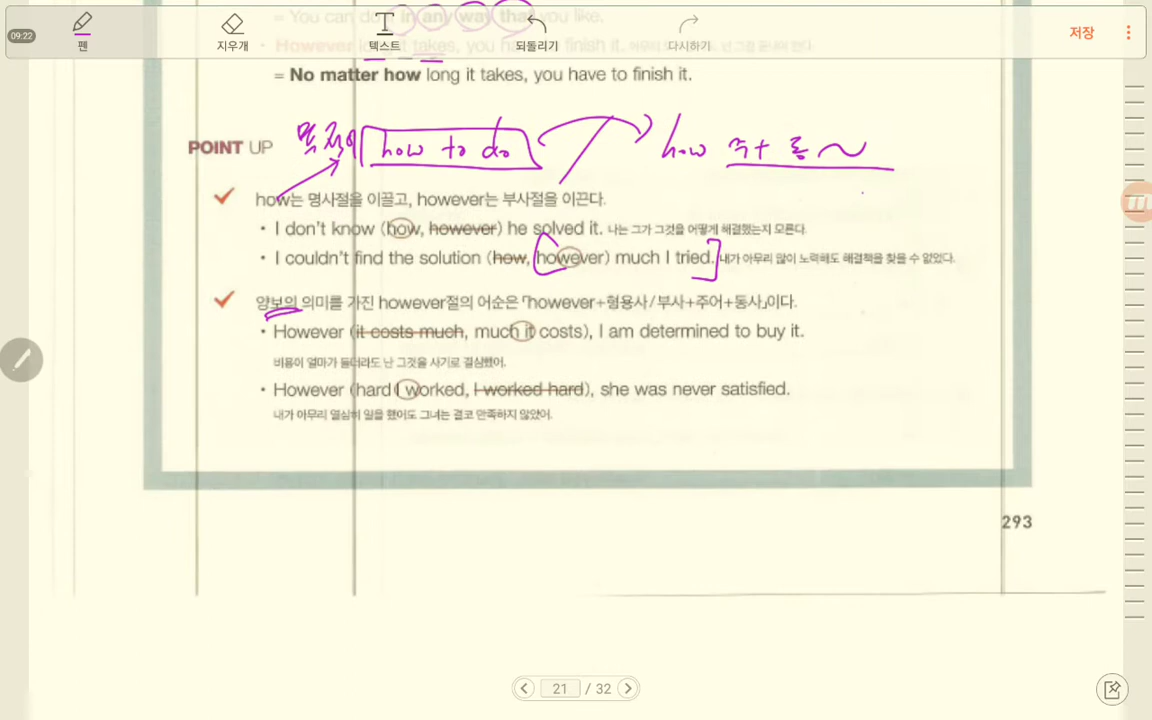 = You can do in any way that you like.
09:22
펜
지우개
텍스트
되돌리기
다시하기
저장
• However takes, you finish it.
= No matter how long it takes, you have to finish it.
POINT UP
목적어 how to do how 주+동~
how는 명사절을 이끌고, however는 부사절을 이끈다.
• I don't know (how, however) he solved it. 나는 그가 그것을 어떻게 해결했는지 모른다.
• I couldn't find the solution (how, however) much I tried. 내가 아무리 많이 노력해도 해결책을 찾을 수 없었다.
양보의 의미를 가진 however절의 어순은 「however+형용사/부사+주어+동사」이다.
• However (it costs much, much it costs), I am determined to buy it.
비용이 얼마가 들더라도 난 그것을 사기로 결심했어.
• However (hard I worked, I worked hard), she was never satisfied.
내가 아무리 열심히 일을 했어도 그녀는 결코 만족하지 않았어.
293
21 / 32